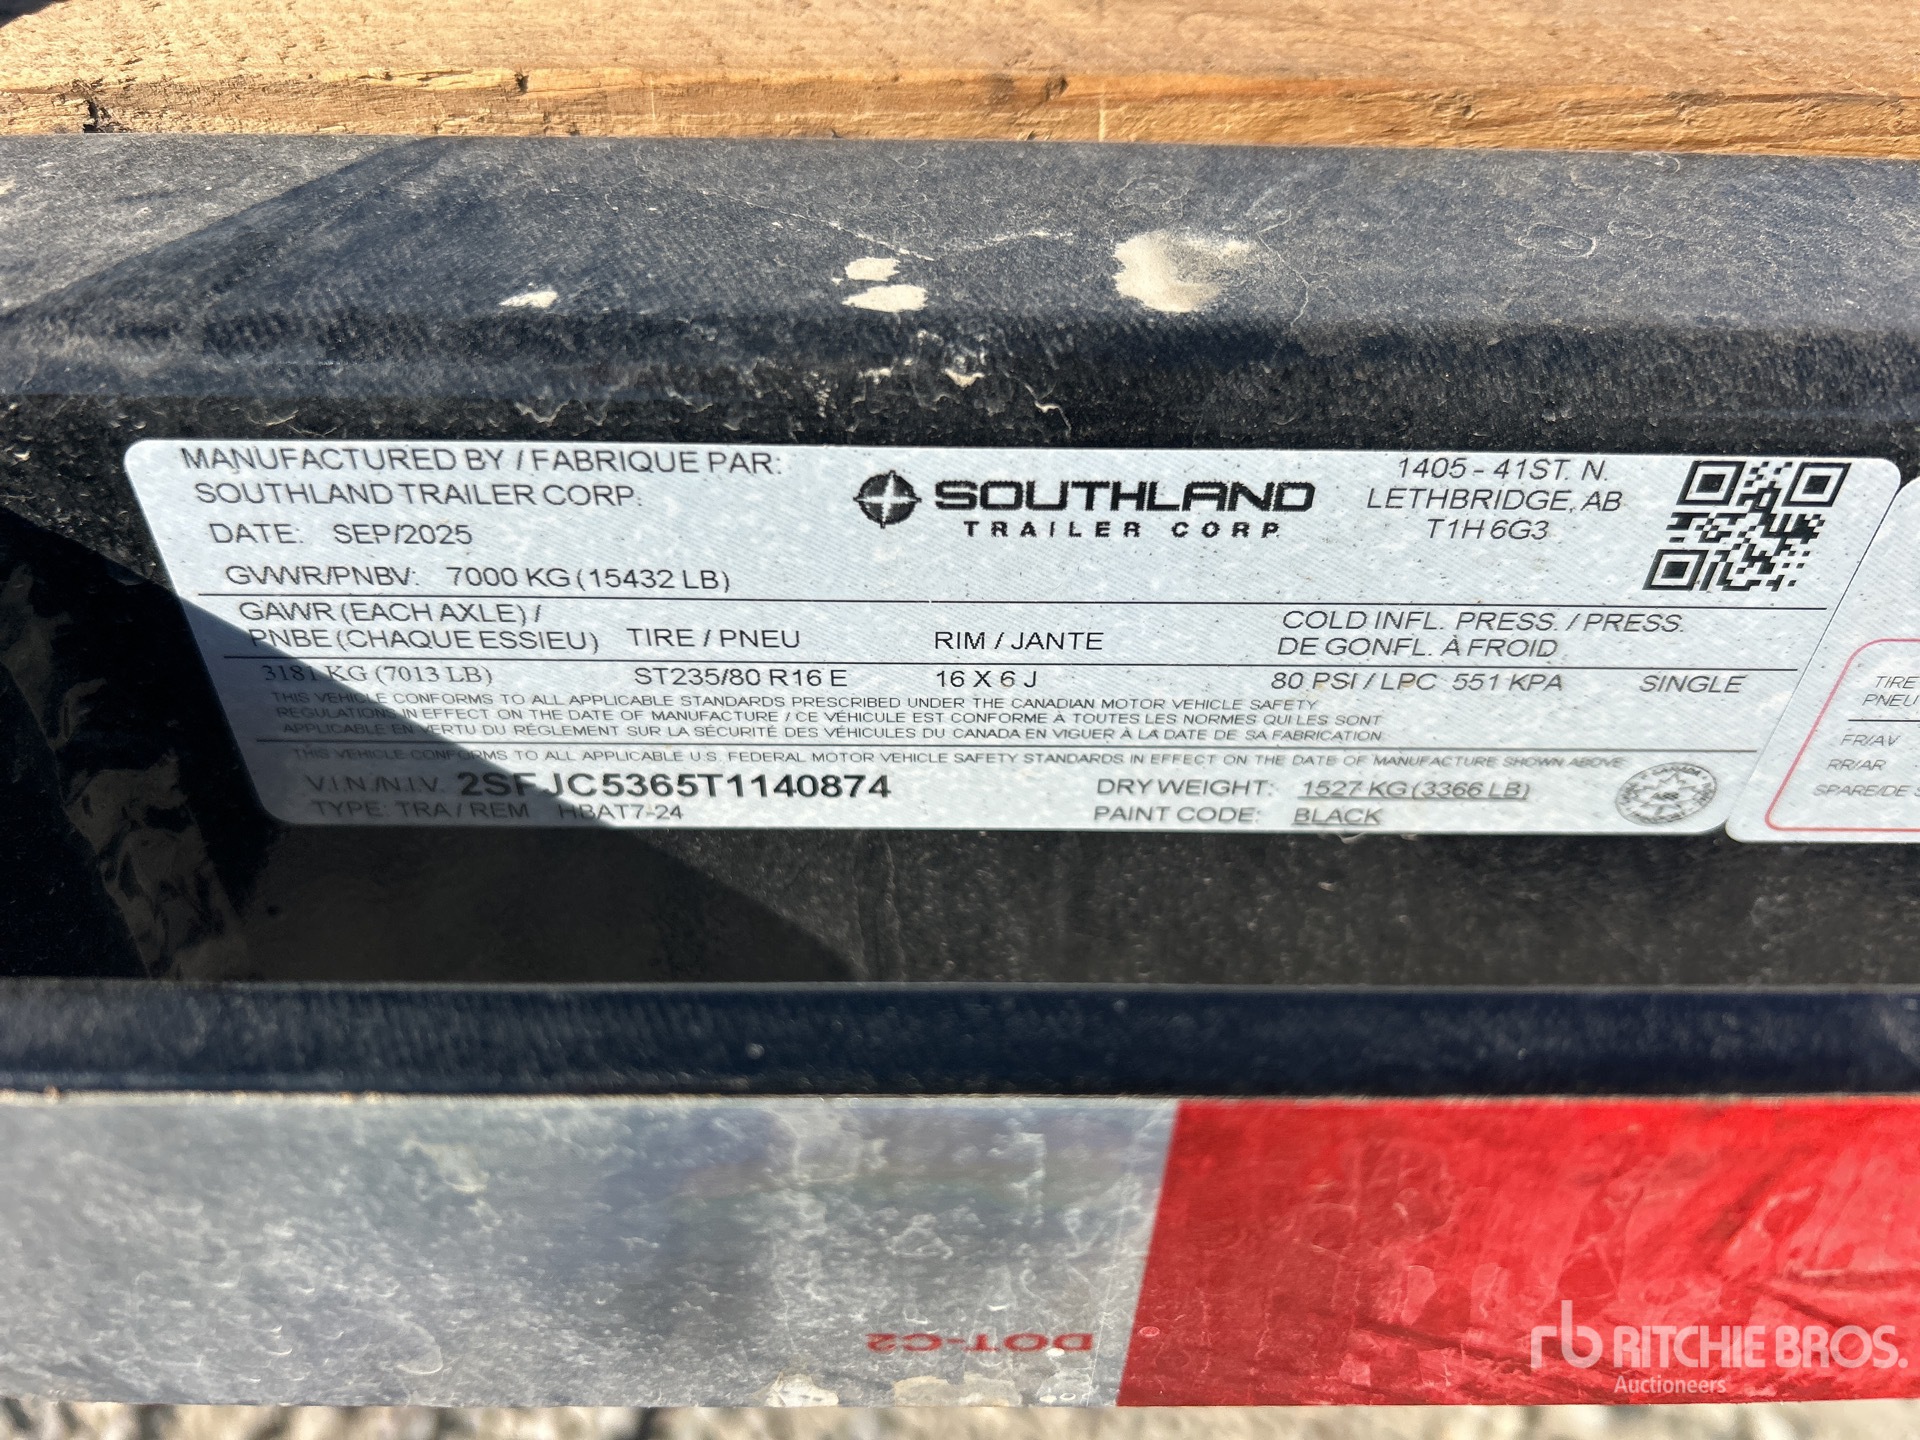 MANUFACTURED BY / FABRIQUE PAR:
SOUTHLAND TRAILER CORP.
DATE: SEP/2025
GVWR/PNBV: 7000 KG (15432 LB)
SOUTHLAND
TRAILER CORP.
1405 - 41ST. N.
LETHBRIDGE, AB
T1H 6G3
GAWR (EACH AXLE) /
PNBE (CHAQUE ESSIEU) TIRE / PNEU RIM / JANTE
COLD INFL. PRESS. / PRESS.
DE GONFL. À FROID
3181 KG (7013 LB) ST235/80 R16 E 16 X 6 J 80 PSI / LPC 551 KPA SINGLE
THIS VEHICLE CONFORMS TO ALL APPLICABLE STANDARDS PRESCRIBED UNDER THE CANADIAN MOTOR VEHICLE SAFETY
REGULATIONS IN EFFECT ON THE DATE OF MANUFACTURE / CE VÉHICULE EST CONFORME À TOUTES LES NORMES QUI LES SONT
APPLICABLE EN VERTU DU RÉGLEMENT SUR LA SÉCURITÉ DES VÉHICULES DU CANADA EN VIGUER À LA DATE DE SA FABRICATION
THIS VEHICLE CONFORMS TO ALL APPLICABLE U.S. FEDERAL MOTOR VEHICLE SAFETY STANDARDS IN EFFECT ON THE DATE OF MANUFACTURE SHOWN ABOVE
V.I.N./N.I.V. 2SFJC5365T1140874 DRY WEIGHT: 1527 KG (3366 LB)
TYPE: TRA / REM HBAT7-24 PAINT CODE: BLACK
CANADA
TIRE
PNEU
FR/AV
RR/AR
SPARE/DE S
DOT-C2
rb RITCHIE BROS.
Auctioneers